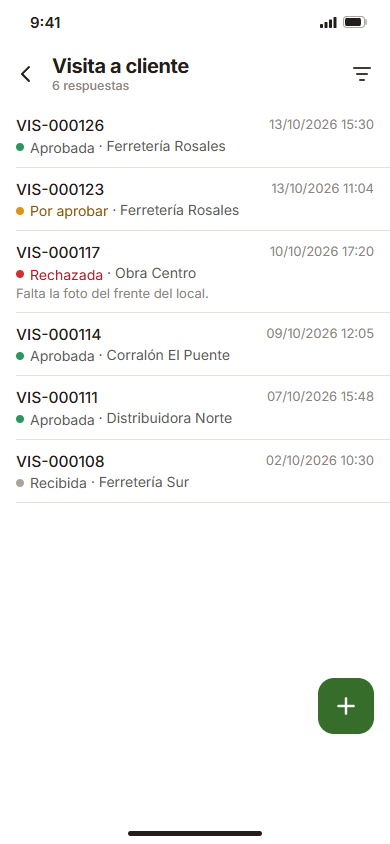 9:41
Visita a cliente
6 respuestas
VIS-000126 13/10/2026 15:30
Aprobada · Ferretería Rosales
VIS-000123 13/10/2026 11:04
Por aprobar · Ferretería Rosales
VIS-000117 10/10/2026 17:20
Rechazada · Obra Centro
Falta la foto del frente del local.
VIS-000114 09/10/2026 12:05
Aprobada · Corralón El Puente
VIS-000111 07/10/2026 15:48
Aprobada · Distribuidora Norte
VIS-000108 02/10/2026 10:30
Recibida · Ferretería Sur